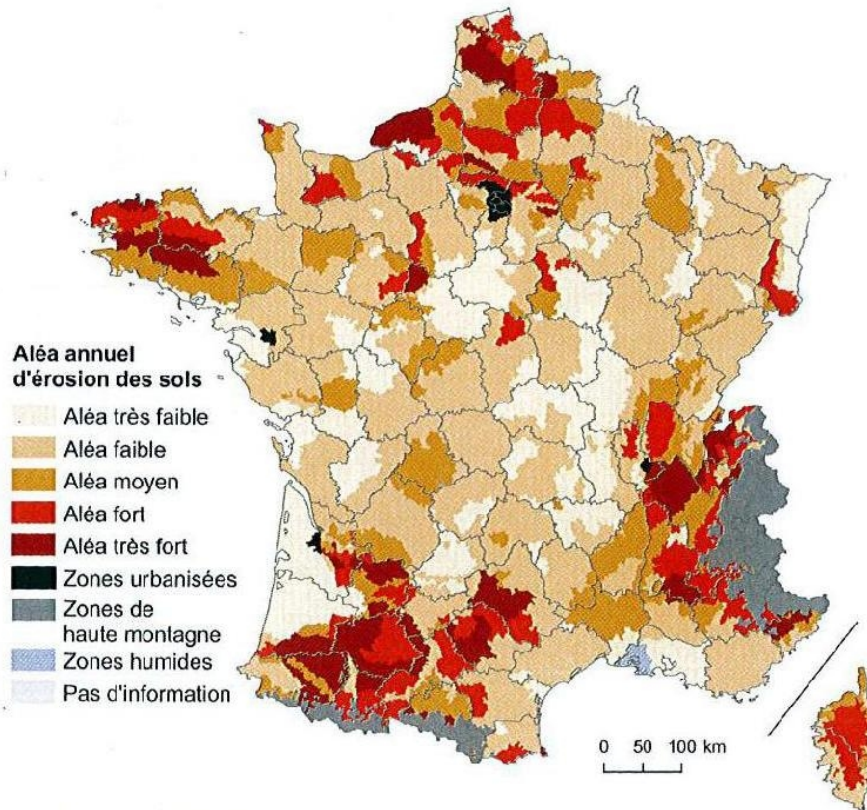 Aléa annuel
d'érosion des sols
Aléa très faible
Aléa faible
Aléa moyen
Aléa fort
Aléa très fort
Zones urbanisées
Zones de
haute montagne
Zones humides
Pas d'information
0 50 100 km